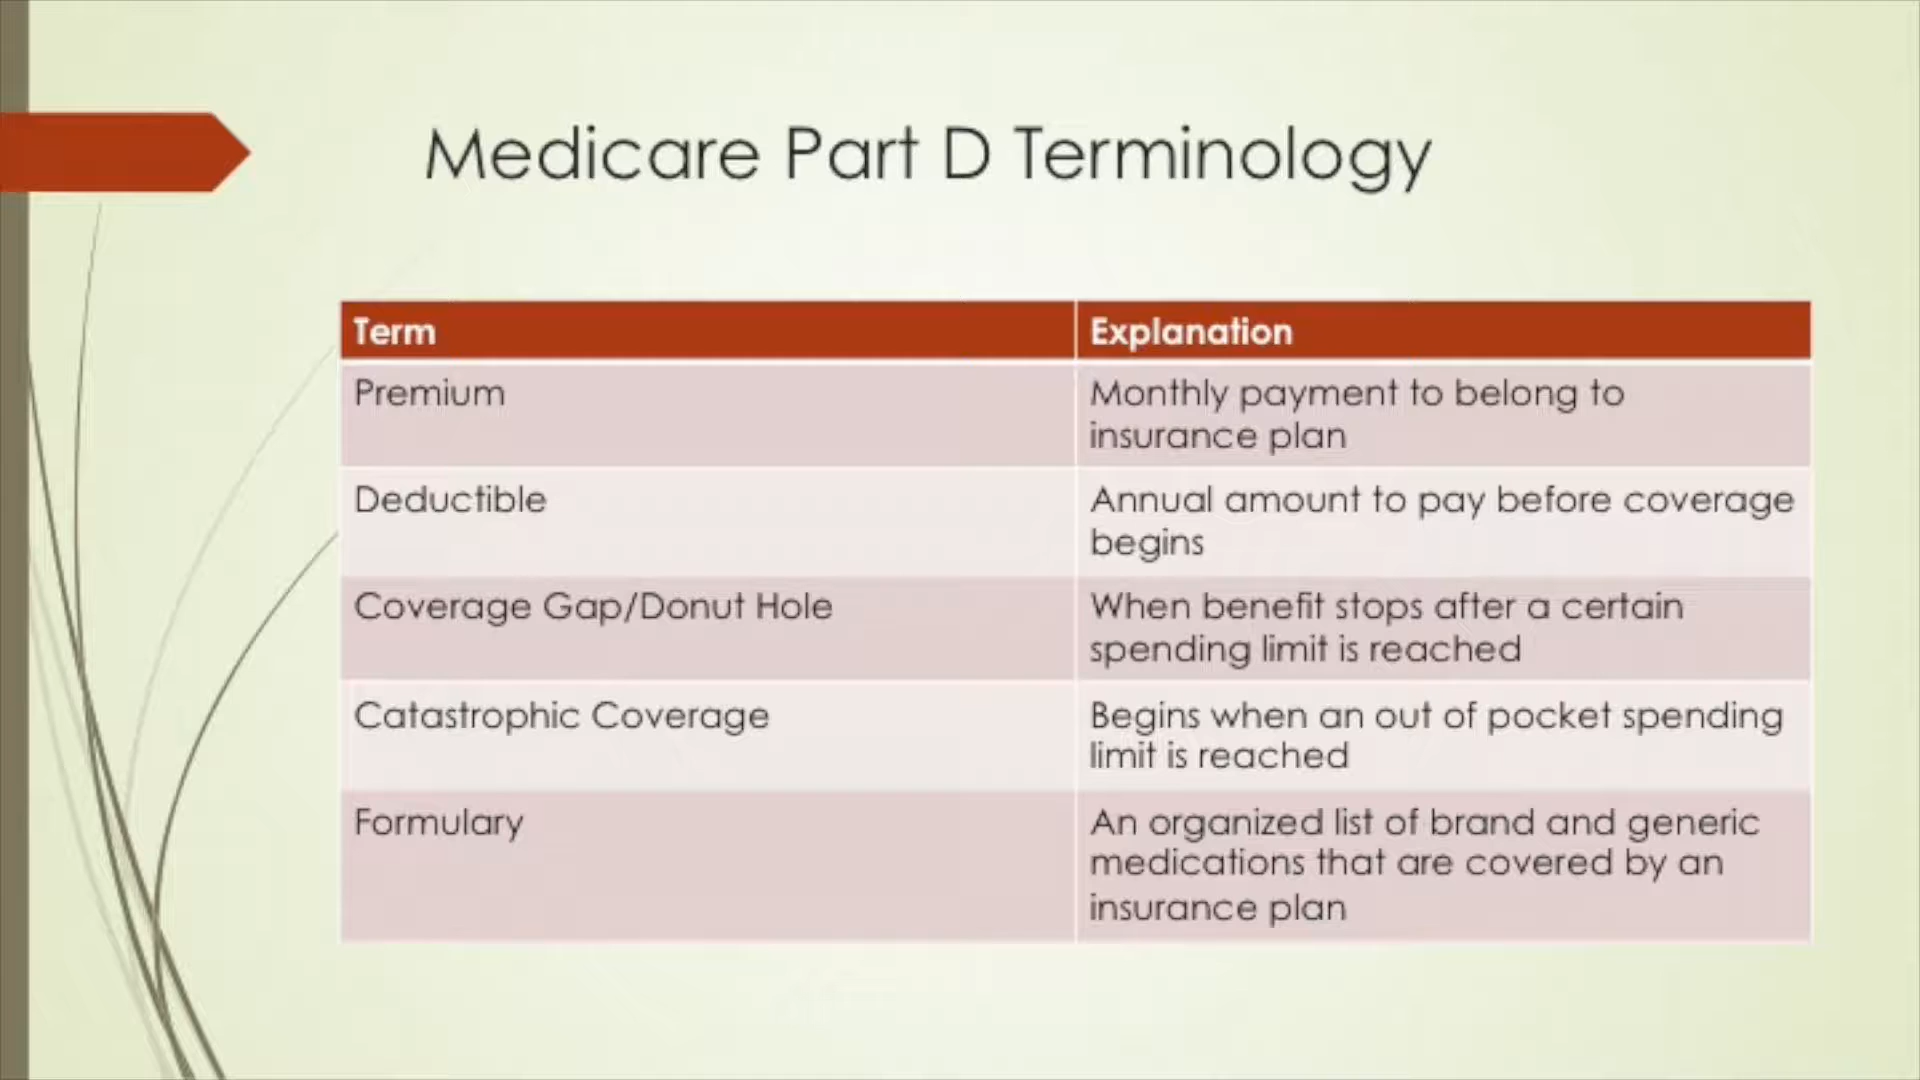 Medicare Part D Terminology
Term
Explanation
Premium
Monthly payment to belong to
insurance plan
Deductible
Annual amount to pay before coverage
begins
Coverage Gap/Donut Hole
When benefit stops after a certain
spending limit is reached
Catastrophic Coverage
Begins when an out of pocket spending
limit is reached
Formulary
An organized list of brand and generic
medications that are covered by an
insurance plan